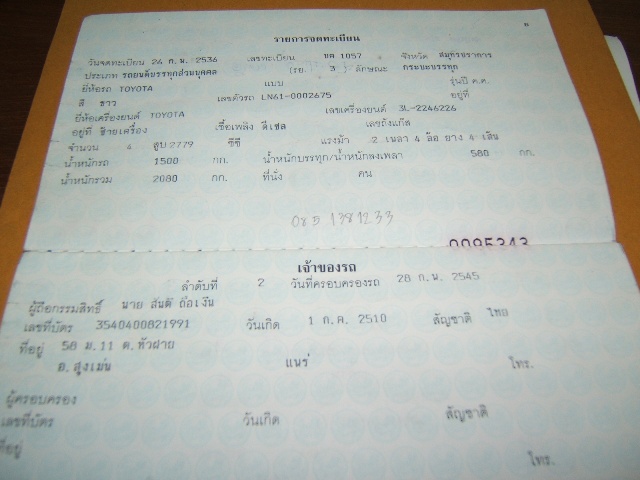 รายการจดทะเบียน
วันจดทะเบียน 24 ก.พ. 2536 เลขทะเบียน 1057 จังหวัด สมุทรปราการ
ประเภท รถยนต์บรรทุกส่วนบุคคล (รย. 3 ) ลักษณะ กระบะบรรทุก
ยี่ห้อรถ TOYOTA แบบ รุ่นปี ค.ศ.
สี ขาว เลขตัวรถ LN61-0002675 อยู่ที่
ยี่ห้อเครื่องยนต์ TOYOTA เลขเครื่องยนต์ 3L-2246226
อยู่ที่ ซ้ายเครื่อง เชื้อเพลิง ดีเซล เลขถังแก๊ส
จำนวน 4 สูบ 2779 ซีซี แรงม้า 2 เพลา 4 ล้อ ยาง 4 เส้น
น้ำหนักรถ 1500 กก. น้ำหนักบรรทุก/น้ำหนักลงเพลา 580 กก.
น้ำหนักรวม 2080 กก. ที่นั่ง คน
085 1381233
0095343
เจ้าของรถ
ลำดับที่ 2 วันที่ครอบครองรถ 28 ก.พ. 2545
ผู้ถือกรรมสิทธิ์ นาย สันติ ถือเงิน
เลขที่บัตร 3540400821991 วันเกิด 1 ก.ค. 2510 สัญชาติ ไทย
ที่อยู่ 58 ม.11 ต.หัวฝาย
อ.สูงเม่น แพร่ โทร.
ผู้ครอบครอง
เลขที่บัตร วันเกิด สัญชาติ
ที่อยู่ โทร.